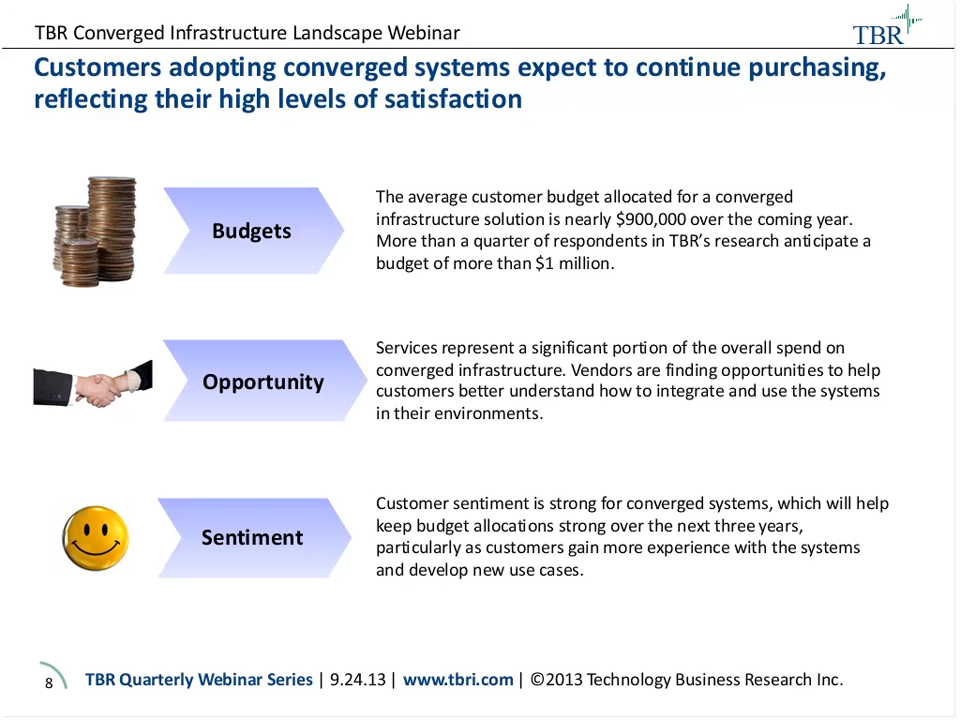 TBR Converged Infrastructure Landscape Webinar
TBR
Customers adopting converged systems expect to continue purchasing,
reflecting their high levels of satisfaction
Budgets
The average customer budget allocated for a converged
infrastructure solution is nearly $900,000 over the coming year.
More than a quarter of respondents in TBR’s research anticipate a
budget of more than $1 million.
Opportunity
Services represent a significant portion of the overall spend on
converged infrastructure. Vendors are finding opportunities to help
customers better understand how to integrate and use the systems
in their environments.
Sentiment
Customer sentiment is strong for converged systems, which will help
keep budget allocations strong over the next three years,
particularly as customers gain more experience with the systems
and develop new use cases.
8 TBR Quarterly Webinar Series | 9.24.13 | www.tbri.com | ©2013 Technology Business Research Inc.